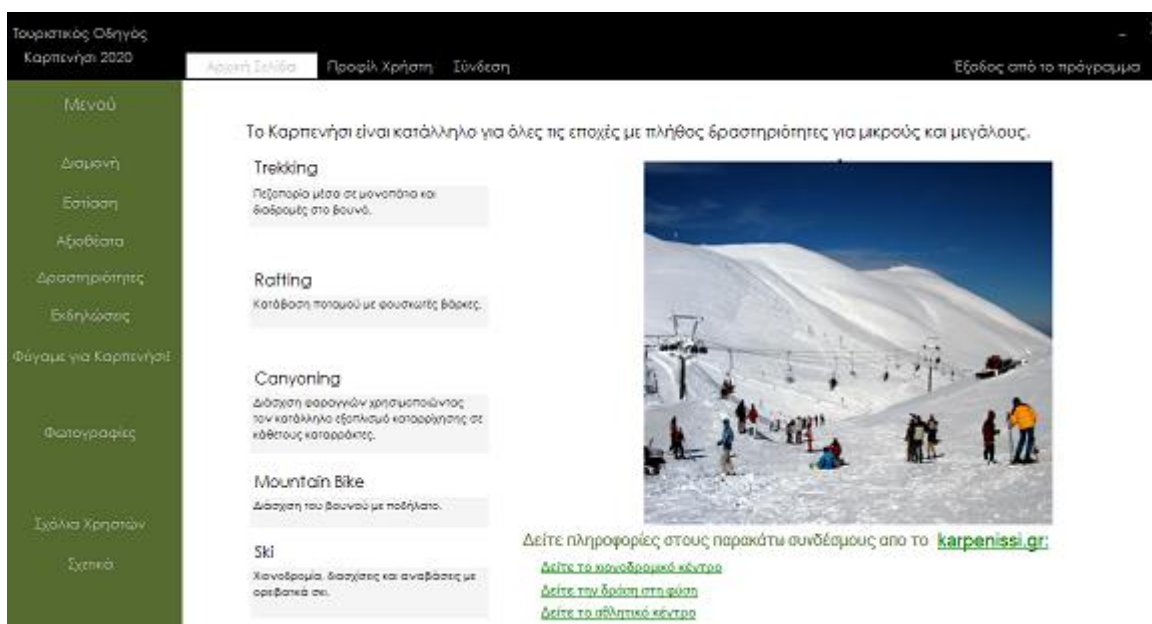 Τουριστικός Οδηγός
Καρπενήσι 2020
Αρχική Σελίδα
Προφίλ Χρήστη
Σύνδεση
Έξοδος από το πρόγραμμα
Μενού
Διαμονή
Εστίαση
Αξιοθέατα
Δραστηριότητες
Εκδηλώσεις
Φύγαμε για Καρπενήσι!
Φωτογραφίες
Σχόλια Χρηστών
Σχετικά
Το Καρπενήσι είναι κατάλληλο για όλες τις εποχές με πλήθος δραστηριότητες για μικρούς και μεγάλους.
Trekking
Πεζοπορία μέσα σε μονοπάτια και
διαδρομές στο βουνό.
Rafting
Κατάβαση ποταμού με φουσκωτές βάρκες.
Canyoning
Διάσχιση φαραγγιών χρησιμοποιώντας
τον κατάλληλο εξοπλισμό καταρρίχησης σε
κάθετους καταρράκτες.
Mountain Bike
Διάσχιση του βουνού με ποδήλατο.
Ski
Χιονοδρομία, διασχίσεις και αναβάσεις με
ορειβατικά σκι.
Δείτε πληροφορίες στους παρακάτω συνδέσμους απο το karpenissi.gr:
Δείτε το χιονοδρομικό κέντρο
Δείτε την δράση στη φύση
Δείτε το αθλητικό κέντρο